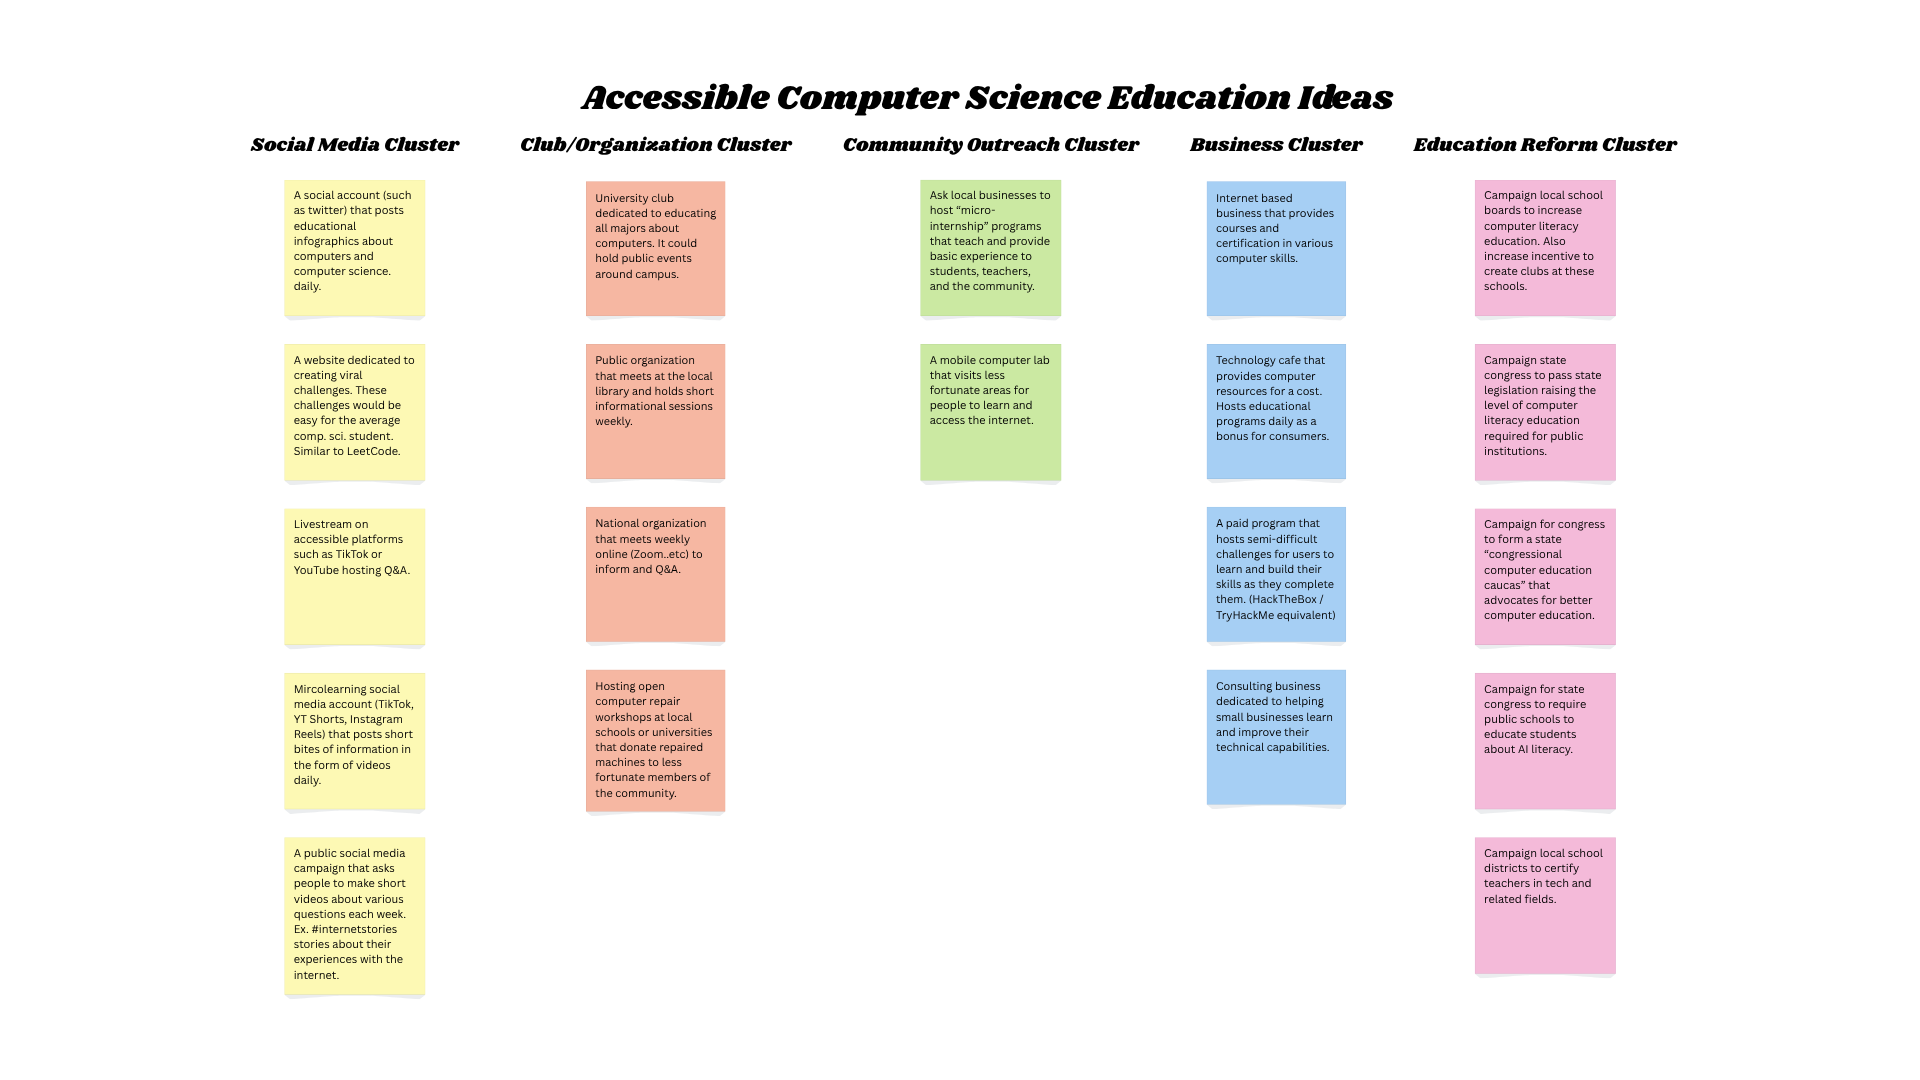 Accessible Computer Science Education Ideas
Social Media Cluster
A social account (such
as twitter) that posts
educational
infographics about
computers and
computer science.
daily.
A website dedicated to
creating viral
challenges. These
challenges would be
easy for the average
comp. sci. student.
Similar to LeetCode.
Livestream on
accessible platforms
such as TikTok or
YouTube hosting Q&A.
Mircolearning social
media account (TikTok,
YT Shorts, Instagram
Reels) that posts short
bites of information in
the form of videos
daily.
A public social media
campaign that asks
people to make short
videos about various
questions each week.
Ex. #internetstories
stories about their
experiences with the
internet.
Club/Organization Cluster
University club
dedicated to educating
all majors about
computers. It could
hold public events
around campus.
Public organization
that meets at the local
library and holds short
informational sessions
weekly.
National organization
that meets weekly
online (Zoom..etc) to
inform and Q&A.
Hosting open
computer repair
workshops at local
schools or universities
that donate repaired
machines to less
fortunate members of
the community.
Community Outreach Cluster
Ask local businesses to
host “micro-
internship” programs
that teach and provide
basic experience to
students, teachers,
and the community.
A mobile computer lab
that visits less
fortunate areas for
people to learn and
access the internet.
Business Cluster
Internet based
business that provides
courses and
certification in various
computer skills.
Technology cafe that
provides computer
resources for a cost.
Hosts educational
programs daily as a
bonus for consumers.
A paid program that
hosts semi-difficult
challenges for users to
learn and build their
skills as they complete
them. (HackTheBox /
TryHackMe equivalent)
Consulting business
dedicated to helping
small businesses learn
and improve their
technical capabilities.
Education Reform Cluster
Campaign local school
boards to increase
computer literacy
education. Also
increase incentive to
create clubs at these
schools.
Campaign state
congress to pass state
legislation raising the
level of computer
literacy education
required for public
institutions.
Campaign for congress
to form a state
“congressional
computer education
caucas” that
advocates for better
computer education.
Campaign for state
congress to require
public schools to
educate students
about AI literacy.
Campaign local school
districts to certify
teachers in tech and
related fields.